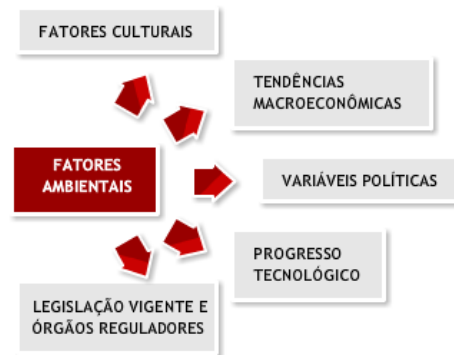 FATORES CULTURAIS
TENDÊNCIAS
MACROECONÔMICAS
FATORES
AMBIENTAIS
VARIÁVEIS POLÍTICAS
PROGRESSO
TECNOLÓGICO
LEGISLAÇÃO VIGENTE E
ÓRGÃOS REGULADORES